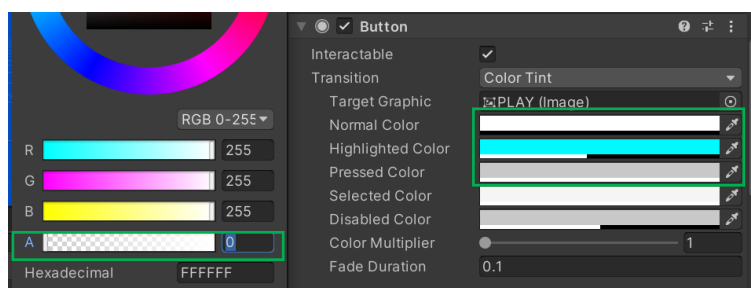 RGB 0-255
R 255
G 255
B 255
A 0
Hexadecimal FFFFFF
Button
Interactable
Transition Color Tint
Target Graphic PLAY (Image)
Normal Color
Highlighted Color
Pressed Color
Selected Color
Disabled Color
Color Multiplier 1
Fade Duration 0.1